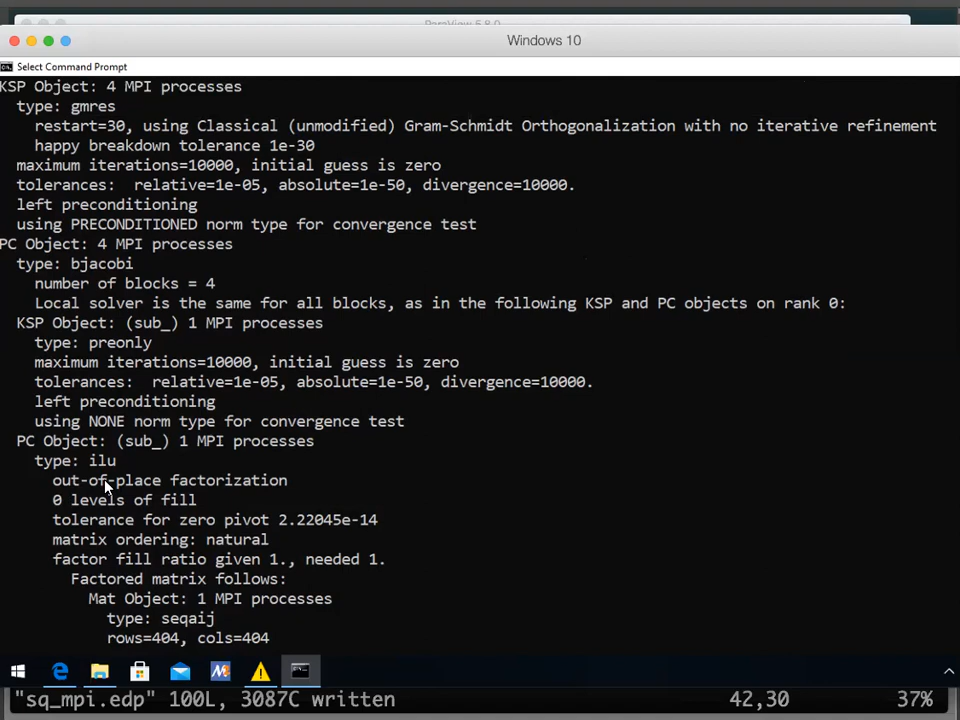 ParaView 5.8.0
Windows 10
Select Command Prompt
KSP Object: 4 MPI processes
type: gmres
restart=30, using Classical (unmodified) Gram-Schmidt Orthogonalization with no iterative refinement
happy breakdown tolerance 1e-30
maximum iterations=10000, initial guess is zero
tolerances:  relative=1e-05, absolute=1e-50, divergence=10000.
left preconditioning
using PRECONDITIONED norm type for convergence test
PC Object: 4 MPI processes
type: bjacobi
number of blocks = 4
Local solver is the same for all blocks, as in the following KSP and PC objects on rank 0:
KSP Object: (sub_) 1 MPI processes
type: preonly
maximum iterations=10000, initial guess is zero
tolerances:  relative=1e-05, absolute=1e-50, divergence=10000.
left preconditioning
using NONE norm type for convergence test
PC Object: (sub_) 1 MPI processes
type: ilu
out-of-place factorization
0 levels of fill
tolerance for zero pivot 2.22045e-14
matrix ordering: natural
factor fill ratio given 1., needed 1.
Factored matrix follows:
Mat Object: 1 MPI processes
type: seqaij
rows=404, cols=404
"sq_mpi.edp" 100L, 3087C written 42,30 37%